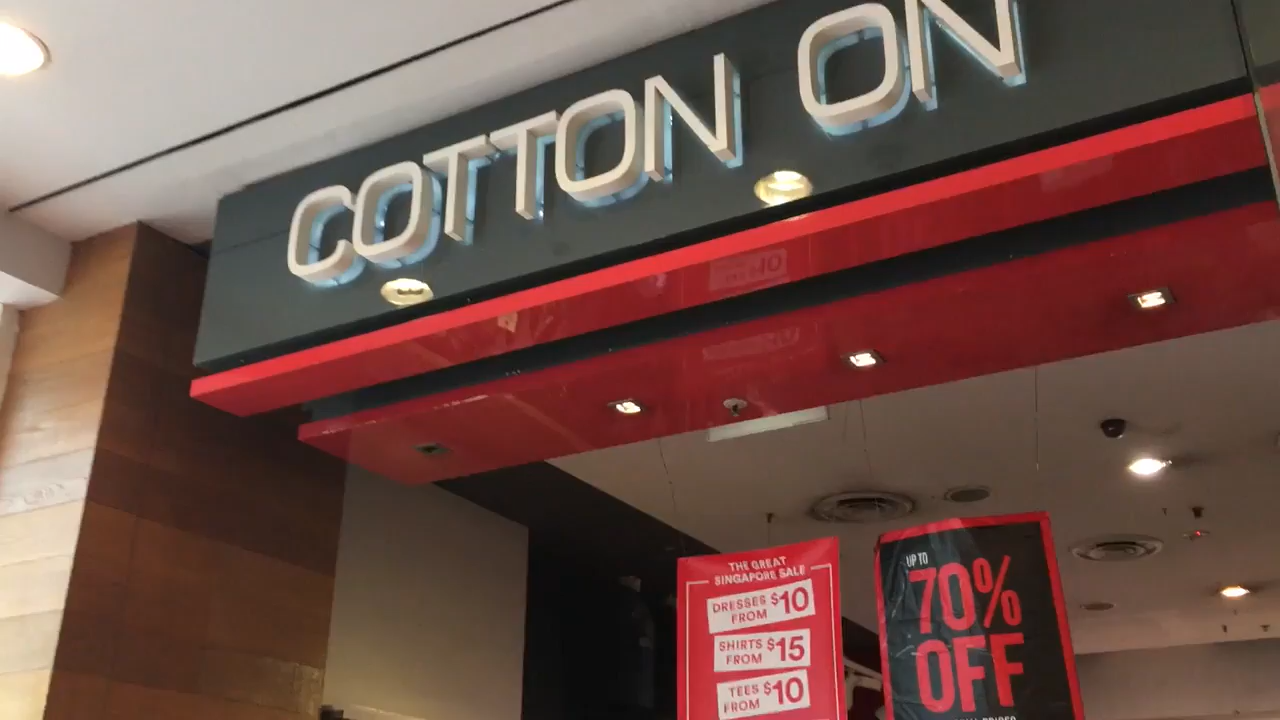 COTTON ON
THE GREAT
SINGAPORE SALE
DRESSES $10
FROM
SHIRTS $15
FROM
TEES $10
FROM
UP TO
70%
OFF